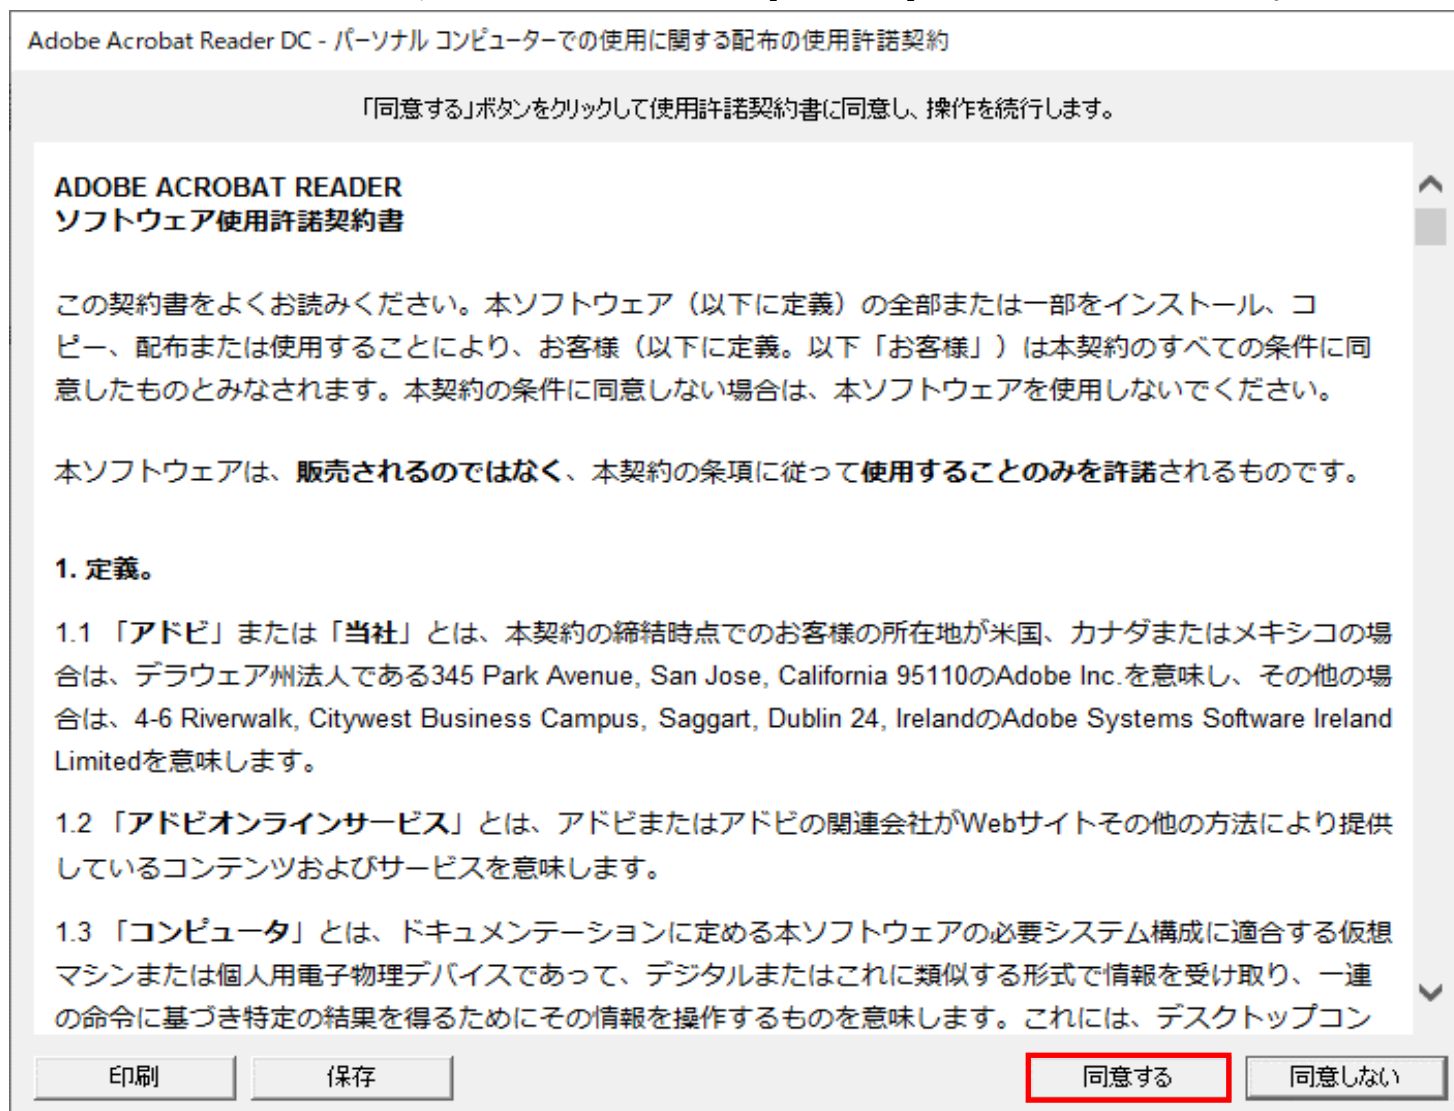 Adobe Acrobat Reader DC - パーソナル コンピューターでの使用に関する配布の使用許諾契約
「同意する」ボタンをクリックして使用許諾契約書に同意し、操作を続行します。
ADOBE ACROBAT READER
ソフトウェア使用許諾契約書
この契約書をよくお読みください。本ソフトウェア（以下に定義）の全部または一部をインストール、コ
ピー、配布または使用することにより、お客様（以下に定義。以下「お客様」）は本契約のすべての条件に同
意したものとみなされます。本契約の条件に同意しない場合は、本ソフトウェアを使用しないでください。
本ソフトウェアは、販売されるのではなく、本契約の条項に従って使用することのみを許諾されるものです。
1. 定義。
1.1 「アドビ」または「当社」とは、本契約の締結時点でのお客様の所在地が米国、カナダまたはメキシコの場
合は、デラウェア州法人である345 Park Avenue, San Jose, California 95110のAdobe Inc.を意味し、その他の場
合は、4-6 Riverwalk, Citywest Business Campus, Saggart, Dublin 24, IrelandのAdobe Systems Software Ireland
Limitedを意味します。
1.2 「アドビオンラインサービス」とは、アドビまたはアドビの関連会社がWebサイトその他の方法により提供
しているコンテンツおよびサービスを意味します。
1.3 「コンピュータ」とは、ドキュメンテーションに定める本ソフトウェアの必要システム構成に適合する仮想
マシンまたは個人用電子物理デバイスであって、デジタルまたはこれに類似する形式で情報を受け取り、一連
の命令に基づき特定の結果を得るためにその情報を操作するものを意味します。これには、デスクトップコン
印刷 保存 同意する 同意しない